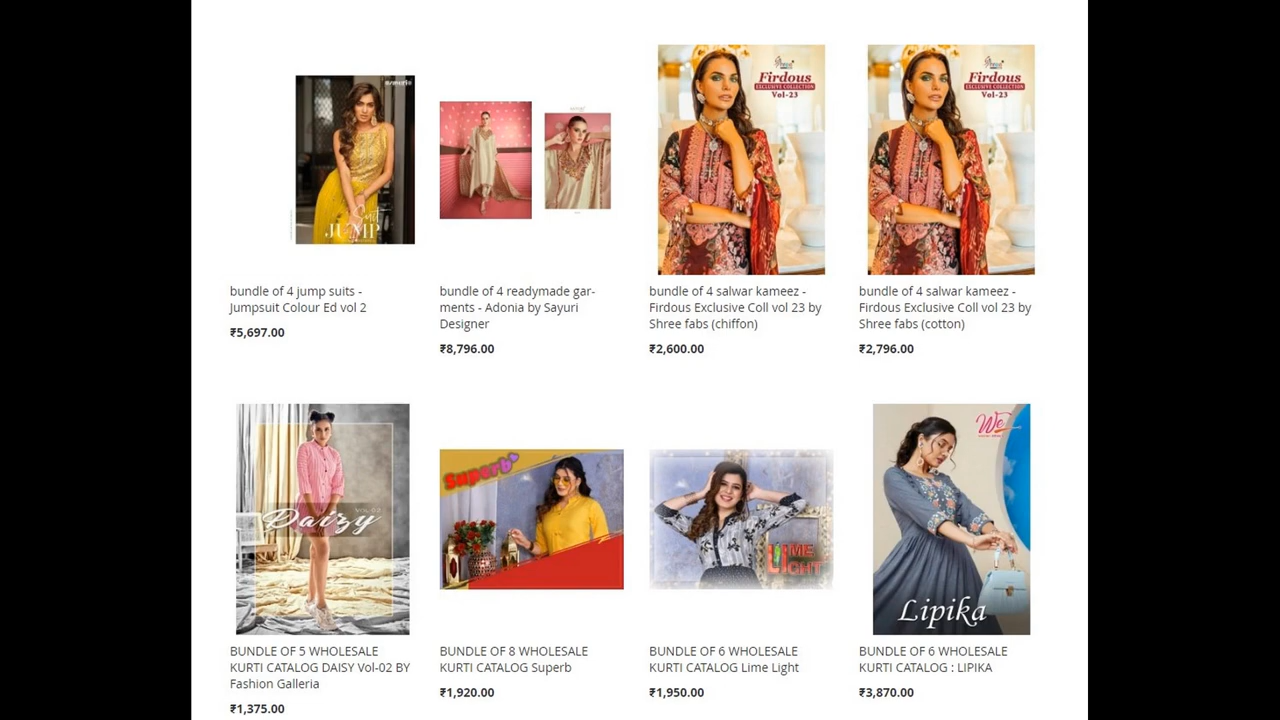 Firdous
EXCLUSIVE COLLECTION
Vol-23
Firdous
EXCLUSIVE COLLECTION
Vol-23
Suit
JUMP
bundle of 4 jump suits -
Jumpsuit Colour Ed vol 2
₹5,697.00
bundle of 4 readymade gar-
ments - Adonia by Sayuri
Designer
₹8,796.00
bundle of 4 salwar kameez -
Firdous Exclusive Coll vol 23 by
Shree fabs (chiffon)
₹2,600.00
bundle of 4 salwar kameez -
Firdous Exclusive Coll vol 23 by
Shree fabs (cotton)
₹2,796.00
Daizy
VOL-02
Superb
LIME
LIGHT
We
Lipika
BUNDLE OF 5 WHOLESALE
KURTI CATALOG DAISY Vol-02 BY
Fashion Galleria
₹1,375.00
BUNDLE OF 8 WHOLESALE
KURTI CATALOG Superb
₹1,920.00
BUNDLE OF 6 WHOLESALE
KURTI CATALOG Lime Light
₹1,950.00
BUNDLE OF 6 WHOLESALE
KURTI CATALOG : LIPIKA
₹3,870.00